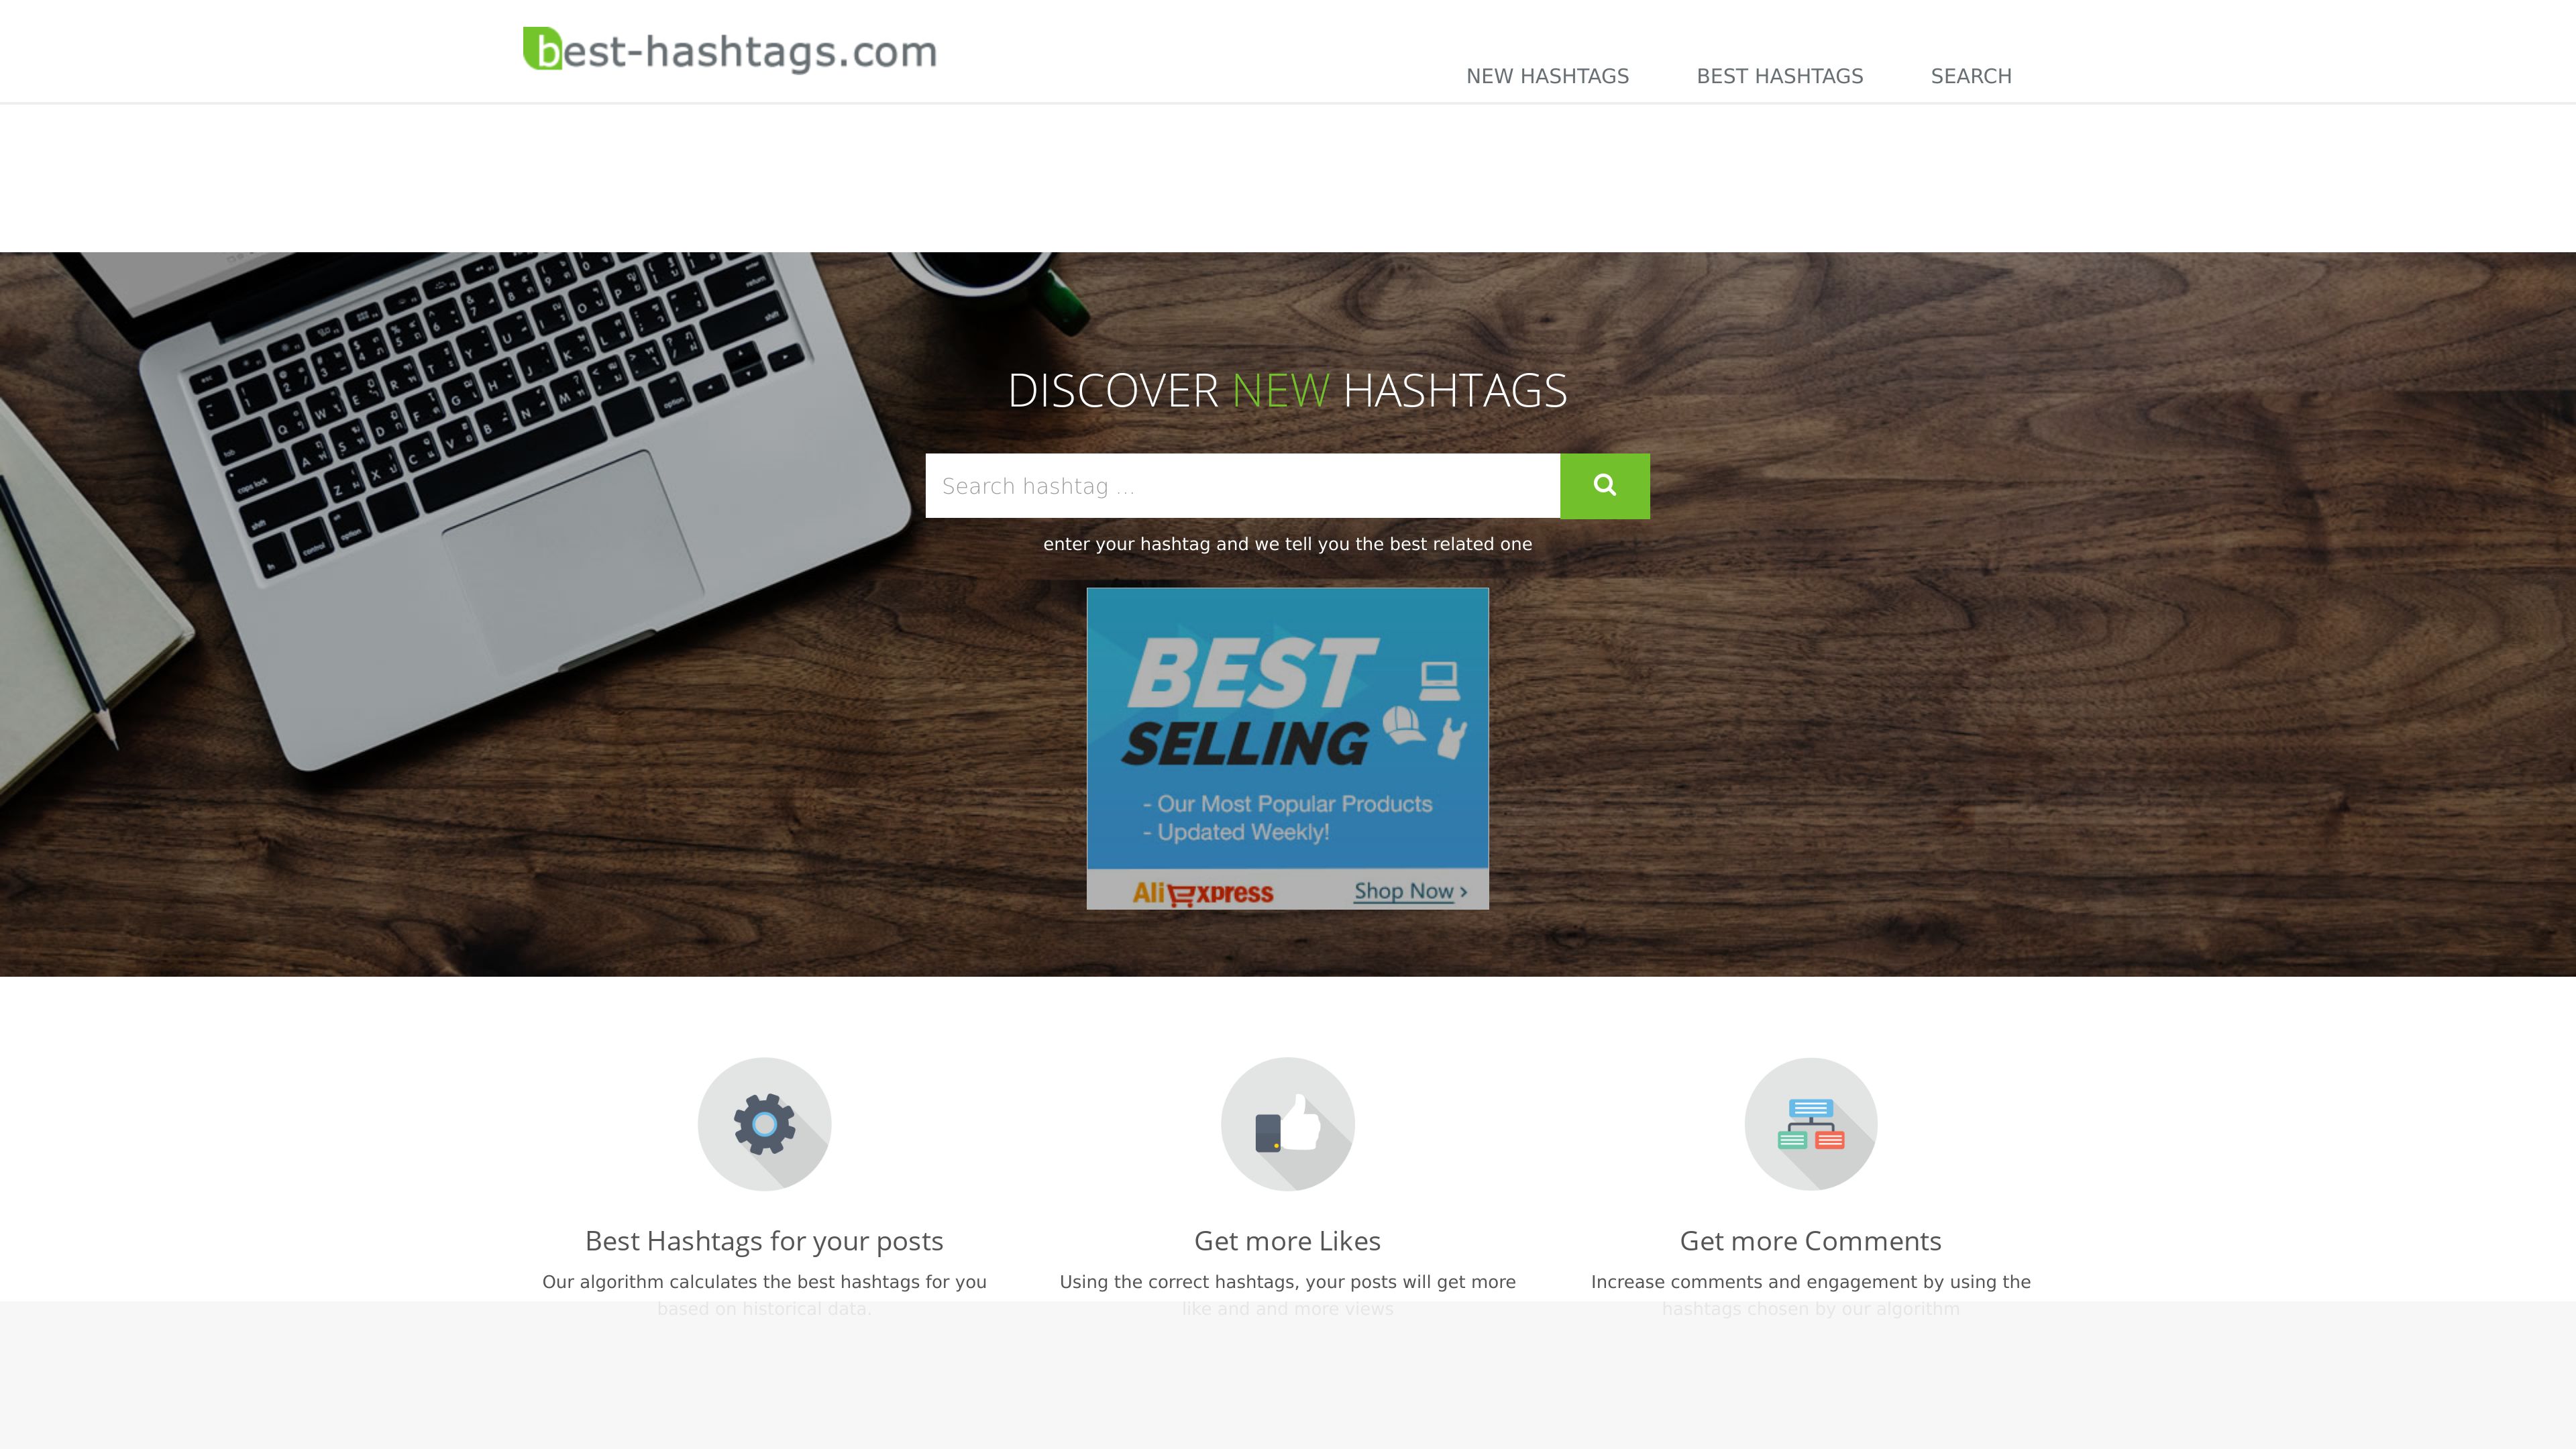 best-hashtags.com
NEW HASHTAGS
BEST HASHTAGS
SEARCH
DISCOVER NEW HASHTAGS
Search hashtag ...
enter your hashtag and we tell you the best related one
BEST
SELLING
- Our Most Popular Products
- Updated Weekly!
AliExpress
Shop Now ›
Best Hashtags for your posts
Our algorithm calculates the best hashtags for you
based on historical data.
Get more Likes
Using the correct hashtags, your posts will get more
like and and more views
Get more Comments
Increase comments and engagement by using the
hashtags chosen by our algorithm